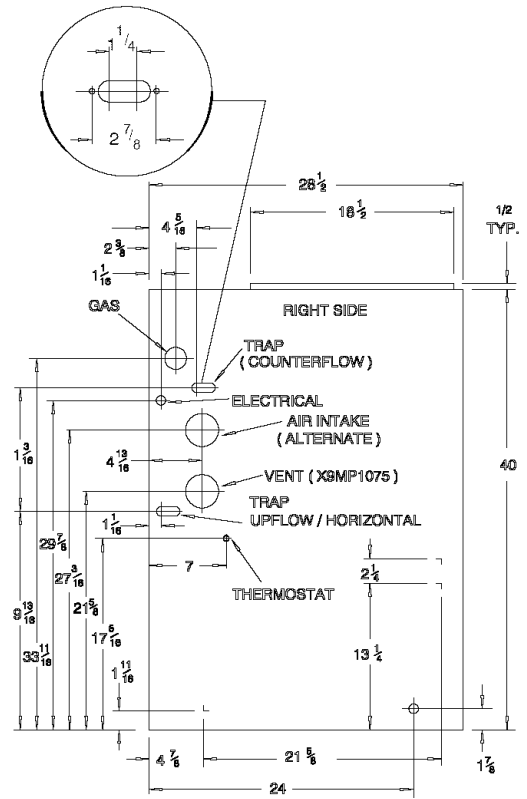 1 1/4
2 7/8
28 1/2
4 5/16
16 1/2
1/2
TYP.
2 3/8
1 1/16
GAS
RIGHT SIDE
TRAP
( COUNTERFLOW )
ELECTRICAL
AIR INTAKE
( ALTERNATE )
1 3/16
4 13/16
40
VENT ( X9MP1075 )
TRAP
UPFLOW / HORIZONTAL
1 1/16
29 7/8
7
2 1/4
27 3/16
THERMOSTAT
9 13/16
21 5/8
17 5/16
13 1/4
33 11/16
1 11/16
4 7/8
21 5/8
1 7/8
24